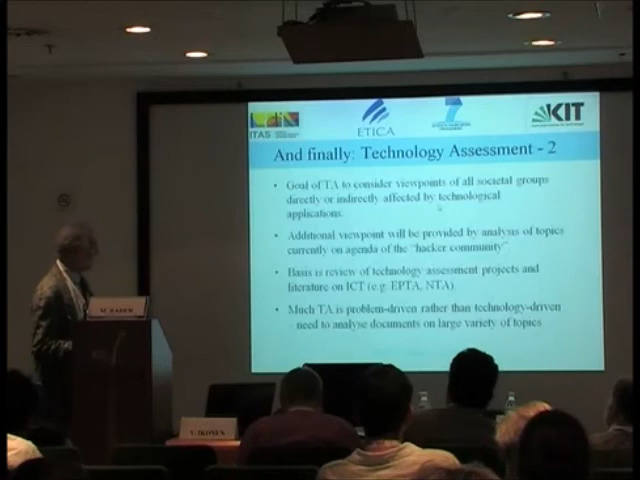 ITAS
ETICA
7
KIT
And finally: Technology Assessment - 2
• Goal of TA to consider viewpoints of all societal groups
directly or indirectly affected by technological
applications.
• Additional viewpoint will be provided by analysis of topics
currently on agenda of the "hacker community"
• Basis is review of technology assessment projects and
literature on ICT (e.g. EPTA, NTA)
• Much TA is problem-driven rather than technology-driven
- need to analyse documents on large variety of topics
M. RADER
V. IKONEN